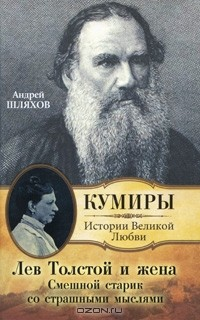 Андрей
ШЛЯХОВ
КУМИРЫ
Истории Великой
Любви
Лев Толстой и жена
Смешной старик
со страшными мыслями
ozon.ru